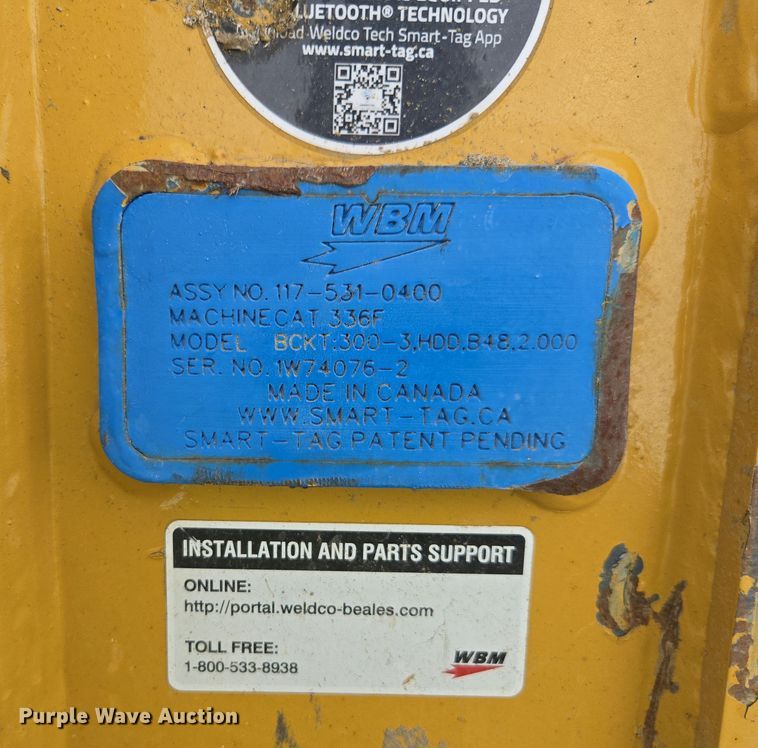 LUETOOTH® TECHNOLOGY
Weldco Tech Smart-Tag App
www.smart-tag.ca
WBM
ASSY NO. 117-531-0400
MACHINE CAT 336F
MODEL BCKT:300-3,HDD,B48,2.000
SER. NO. 1W74076-2
MADE IN CANADA
WWW.SMART-TAG.CA
SMART-TAG PATENT PENDING
INSTALLATION AND PARTS SUPPORT
ONLINE:
http://portal.weldco-beales.com
TOLL FREE:
1-800-533-8938
WBM
Purple Wave Auction